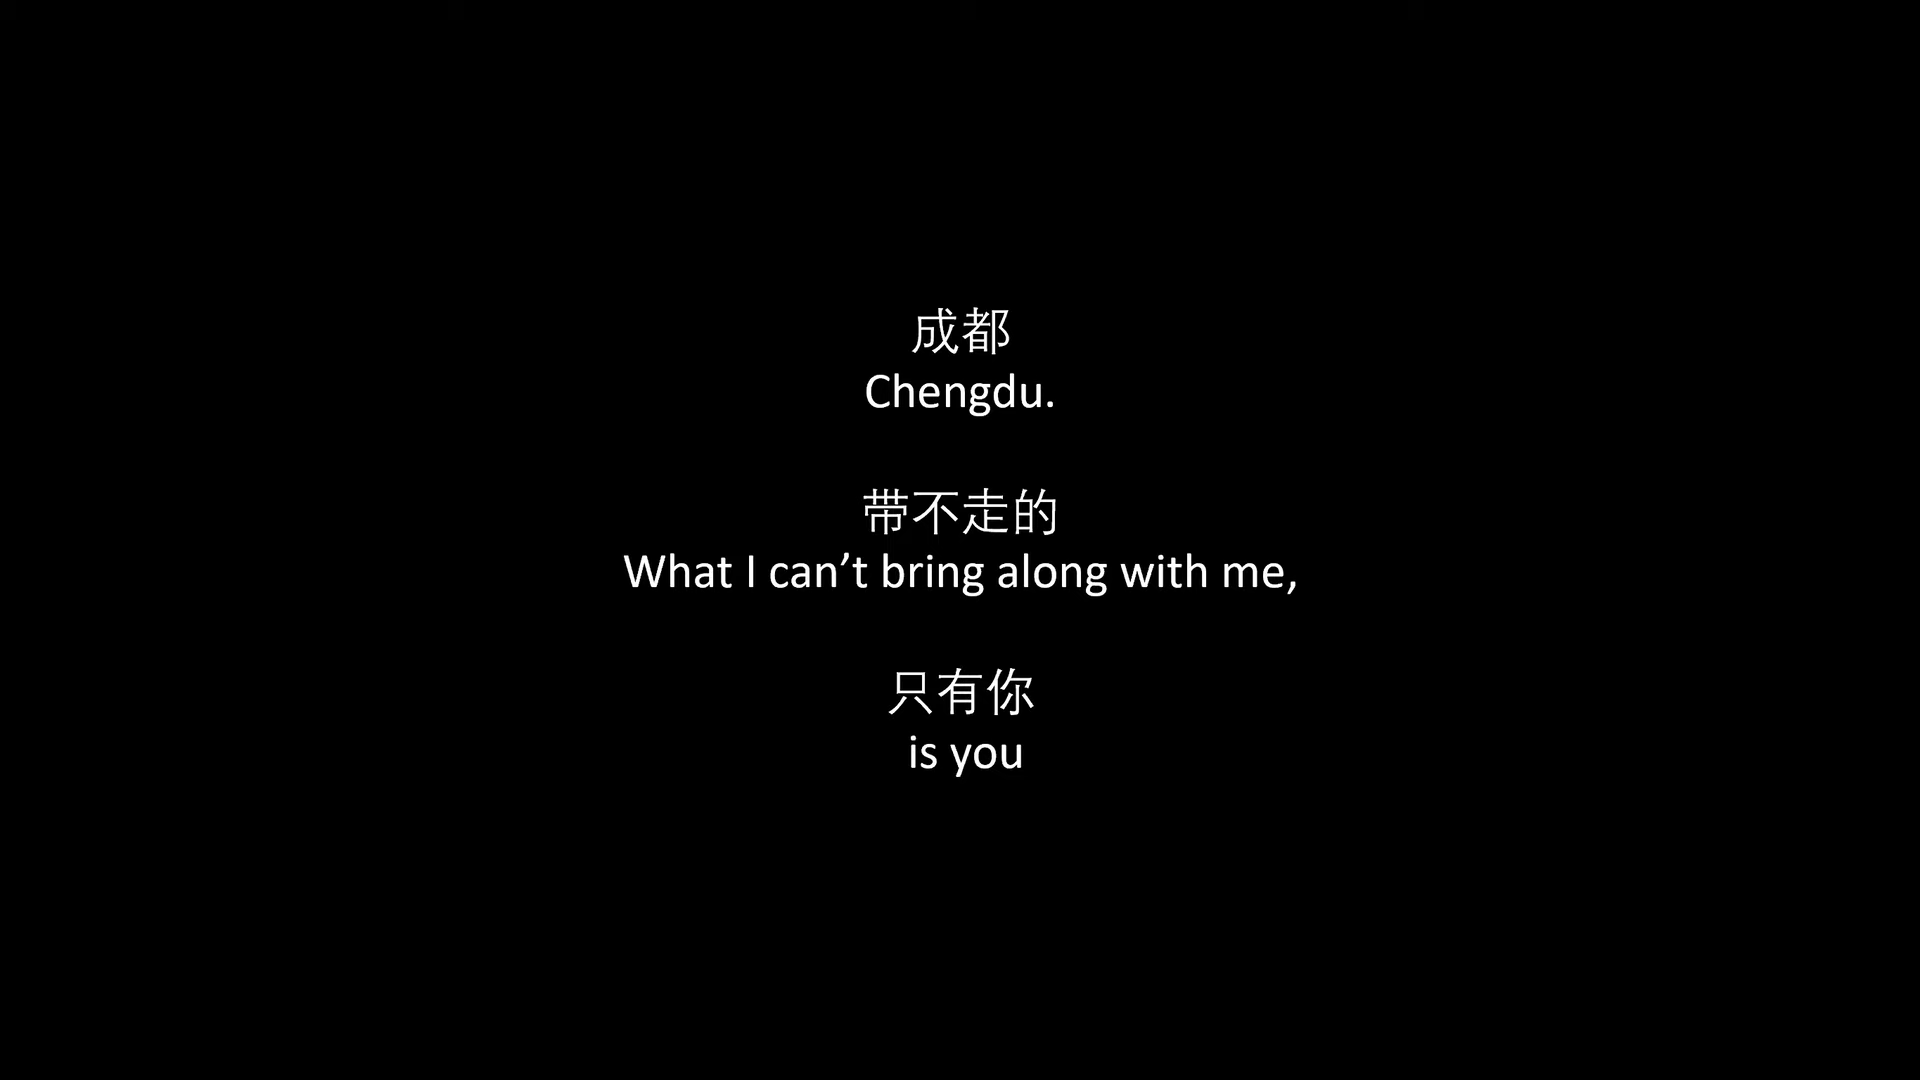 成都
Chengdu.
带不走的
What I can’t bring along with me,
只有你
is you